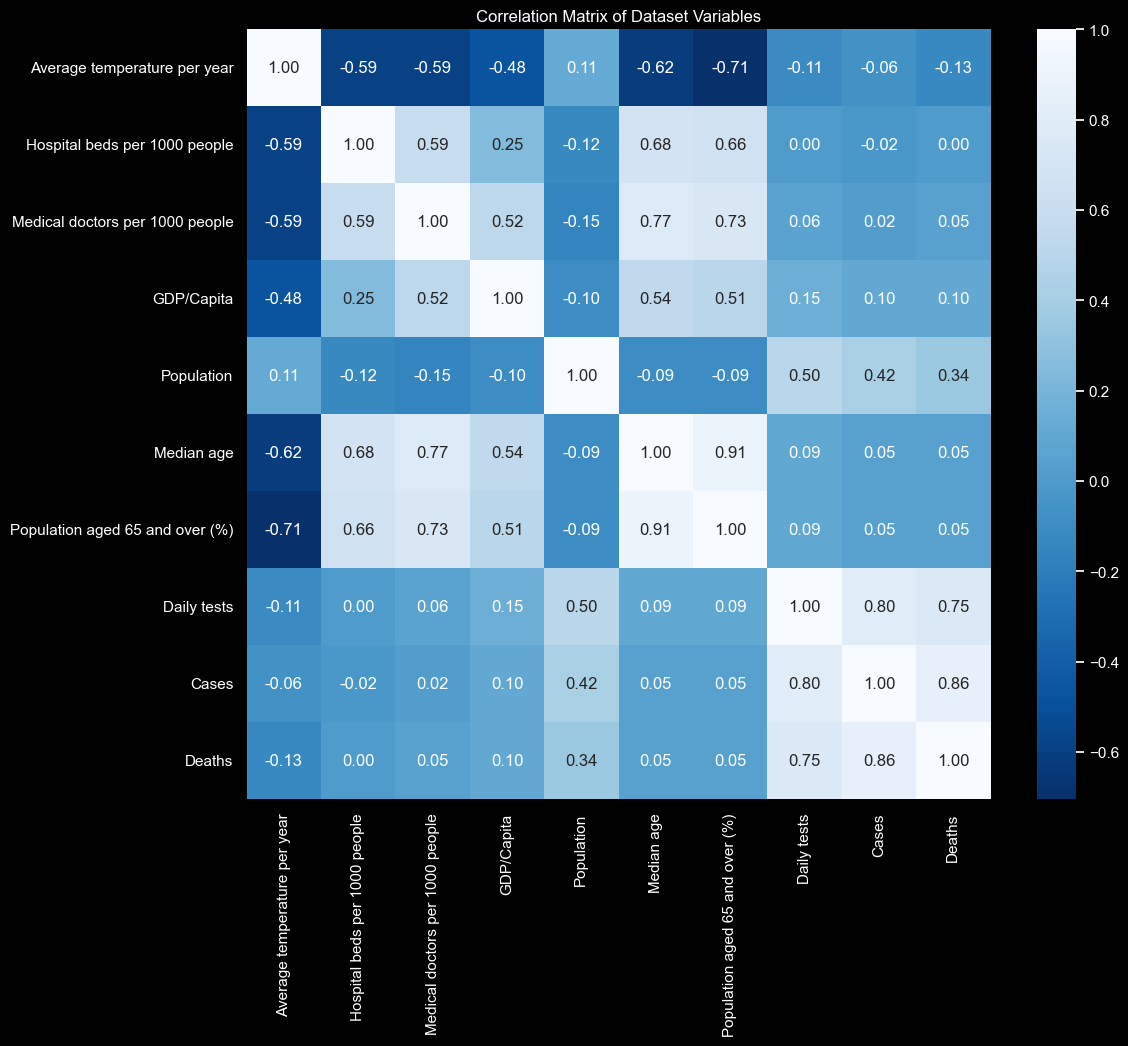 Correlation Matrix of Dataset Variables
Average temperature per year 1.00 -0.59 -0.59 -0.48 0.11 -0.62 -0.71 -0.11 -0.06 -0.13
Hospital beds per 1000 people -0.59 1.00 0.59 0.25 -0.12 0.68 0.66 0.00 -0.02 0.00
Medical doctors per 1000 people -0.59 0.59 1.00 0.52 -0.15 0.77 0.73 0.06 0.02 0.05
GDP/Capita -0.48 0.25 0.52 1.00 -0.10 0.54 0.51 0.15 0.10 0.10
Population 0.11 -0.12 -0.15 -0.10 1.00 -0.09 -0.09 0.50 0.42 0.34
Median age -0.62 0.68 0.77 0.54 -0.09 1.00 0.91 0.09 0.05 0.05
Population aged 65 and over (%) -0.71 0.66 0.73 0.51 -0.09 0.91 1.00 0.09 0.05 0.05
Daily tests -0.11 0.00 0.06 0.15 0.50 0.09 0.09 1.00 0.80 0.75
Cases -0.06 -0.02 0.02 0.10 0.42 0.05 0.05 0.80 1.00 0.86
Deaths -0.13 0.00 0.05 0.10 0.34 0.05 0.05 0.75 0.86 1.00
Average temperature per year
Hospital beds per 1000 people
Medical doctors per 1000 people
GDP/Capita
Population
Median age
Population aged 65 and over (%)
Daily tests
Cases
Deaths
1.0
0.8
0.6
0.4
0.2
0.0
−0.2
−0.4
−0.6